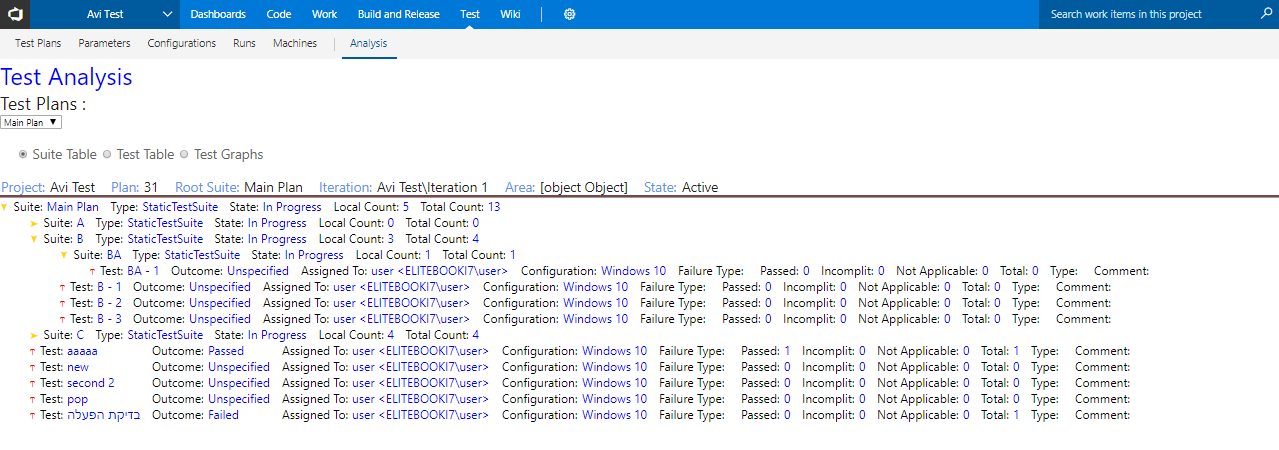 Avi Test Dashboards Code Work Build and Release Test Wiki Search work items in this project
Test Plans Parameters Configurations Runs Machines Analysis
Test Analysis
Test Plans :
Main Plan
Suite Table Test Table Test Graphs
Project: Avi Test Plan: 31 Root Suite: Main Plan Iteration: Avi Test\Iteration 1 Area: [object Object] State: Active
Suite: Main Plan Type: StaticTestSuite State: In Progress Local Count: 5 Total Count: 13
Suite: A Type: StaticTestSuite State: In Progress Local Count: 0 Total Count: 0
Suite: B Type: StaticTestSuite State: In Progress Local Count: 3 Total Count: 4
Suite: BA Type: StaticTestSuite State: In Progress Local Count: 1 Total Count: 1
Test: BA - 1 Outcome: Unspecified Assigned To: user <ELITEBOOKI7\user> Configuration: Windows 10 Failure Type: Passed: 0 Incomplit: 0 Not Applicable: 0 Total: 0 Type: Comment:
Test: B - 1 Outcome: Unspecified Assigned To: user <ELITEBOOKI7\user> Configuration: Windows 10 Failure Type: Passed: 0 Incomplit: 0 Not Applicable: 0 Total: 0 Type: Comment:
Test: B - 2 Outcome: Unspecified Assigned To: user <ELITEBOOKI7\user> Configuration: Windows 10 Failure Type: Passed: 0 Incomplit: 0 Not Applicable: 0 Total: 0 Type: Comment:
Test: B - 3 Outcome: Unspecified Assigned To: user <ELITEBOOKI7\user> Configuration: Windows 10 Failure Type: Passed: 0 Incomplit: 0 Not Applicable: 0 Total: 0 Type: Comment:
Suite: C Type: StaticTestSuite State: In Progress Local Count: 4 Total Count: 4
Test: aaaaa Outcome: Passed Assigned To: user <ELITEBOOKI7\user> Configuration: Windows 10 Failure Type: Passed: 1 Incomplit: 0 Not Applicable: 0 Total: 1 Type: Comment:
Test: new Outcome: Unspecified Assigned To: user <ELITEBOOKI7\user> Configuration: Windows 10 Failure Type: Passed: 0 Incomplit: 0 Not Applicable: 0 Total: 0 Type: Comment:
Test: second 2 Outcome: Unspecified Assigned To: user <ELITEBOOKI7\user> Configuration: Windows 10 Failure Type: Passed: 0 Incomplit: 0 Not Applicable: 0 Total: 0 Type: Comment:
Test: pop Outcome: Unspecified Assigned To: user <ELITEBOOKI7\user> Configuration: Windows 10 Failure Type: Passed: 0 Incomplit: 0 Not Applicable: 0 Total: 0 Type: Comment:
Test: בדיקת הפעלה Outcome: Failed Assigned To: user <ELITEBOOKI7\user> Configuration: Windows 10 Failure Type: Passed: 0 Incomplit: 0 Not Applicable: 0 Total: 1 Type: Comment: